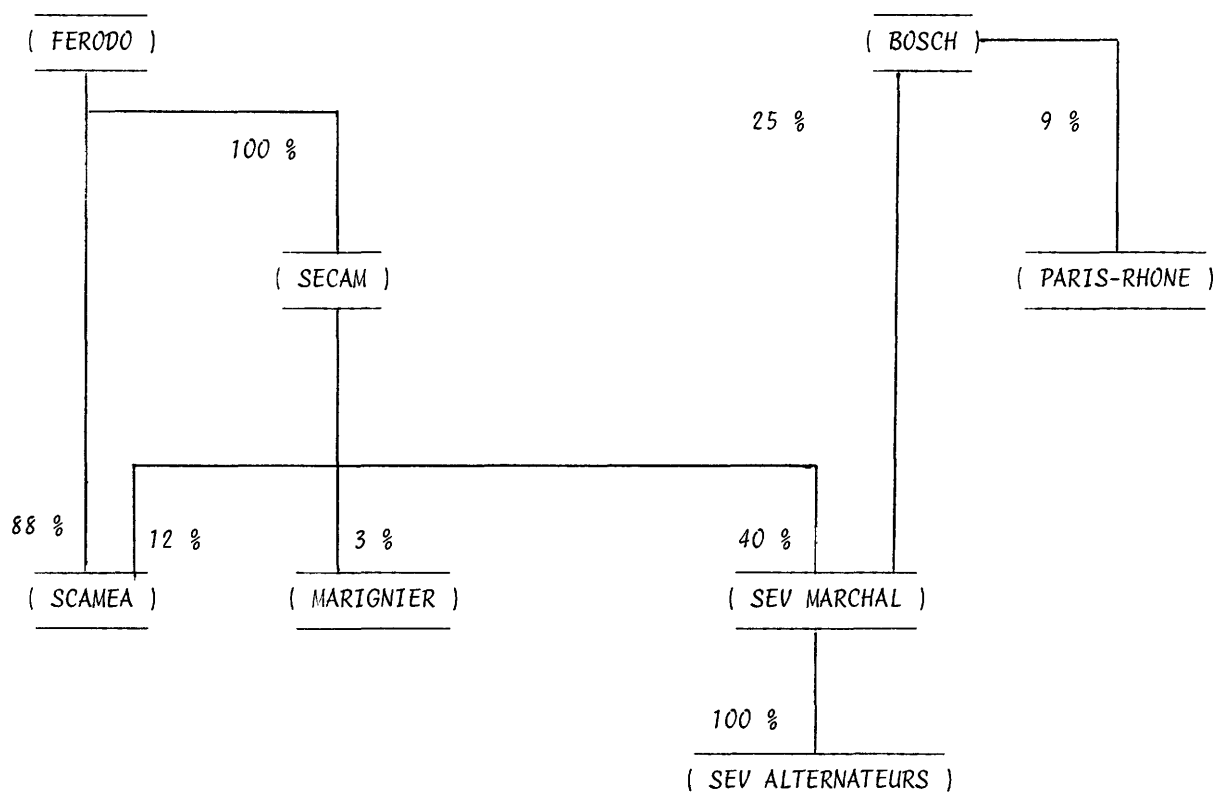 ( FERODO )
( BOSCH )
25 %
9 %
100 %
( SECAM )
( PARIS-RHONE )
88 %
12 %
3 %
40 %
( SCAMEA )
( MARIGNIER )
( SEV MARCHAL )
100 %
( SEV ALTERNATEURS )